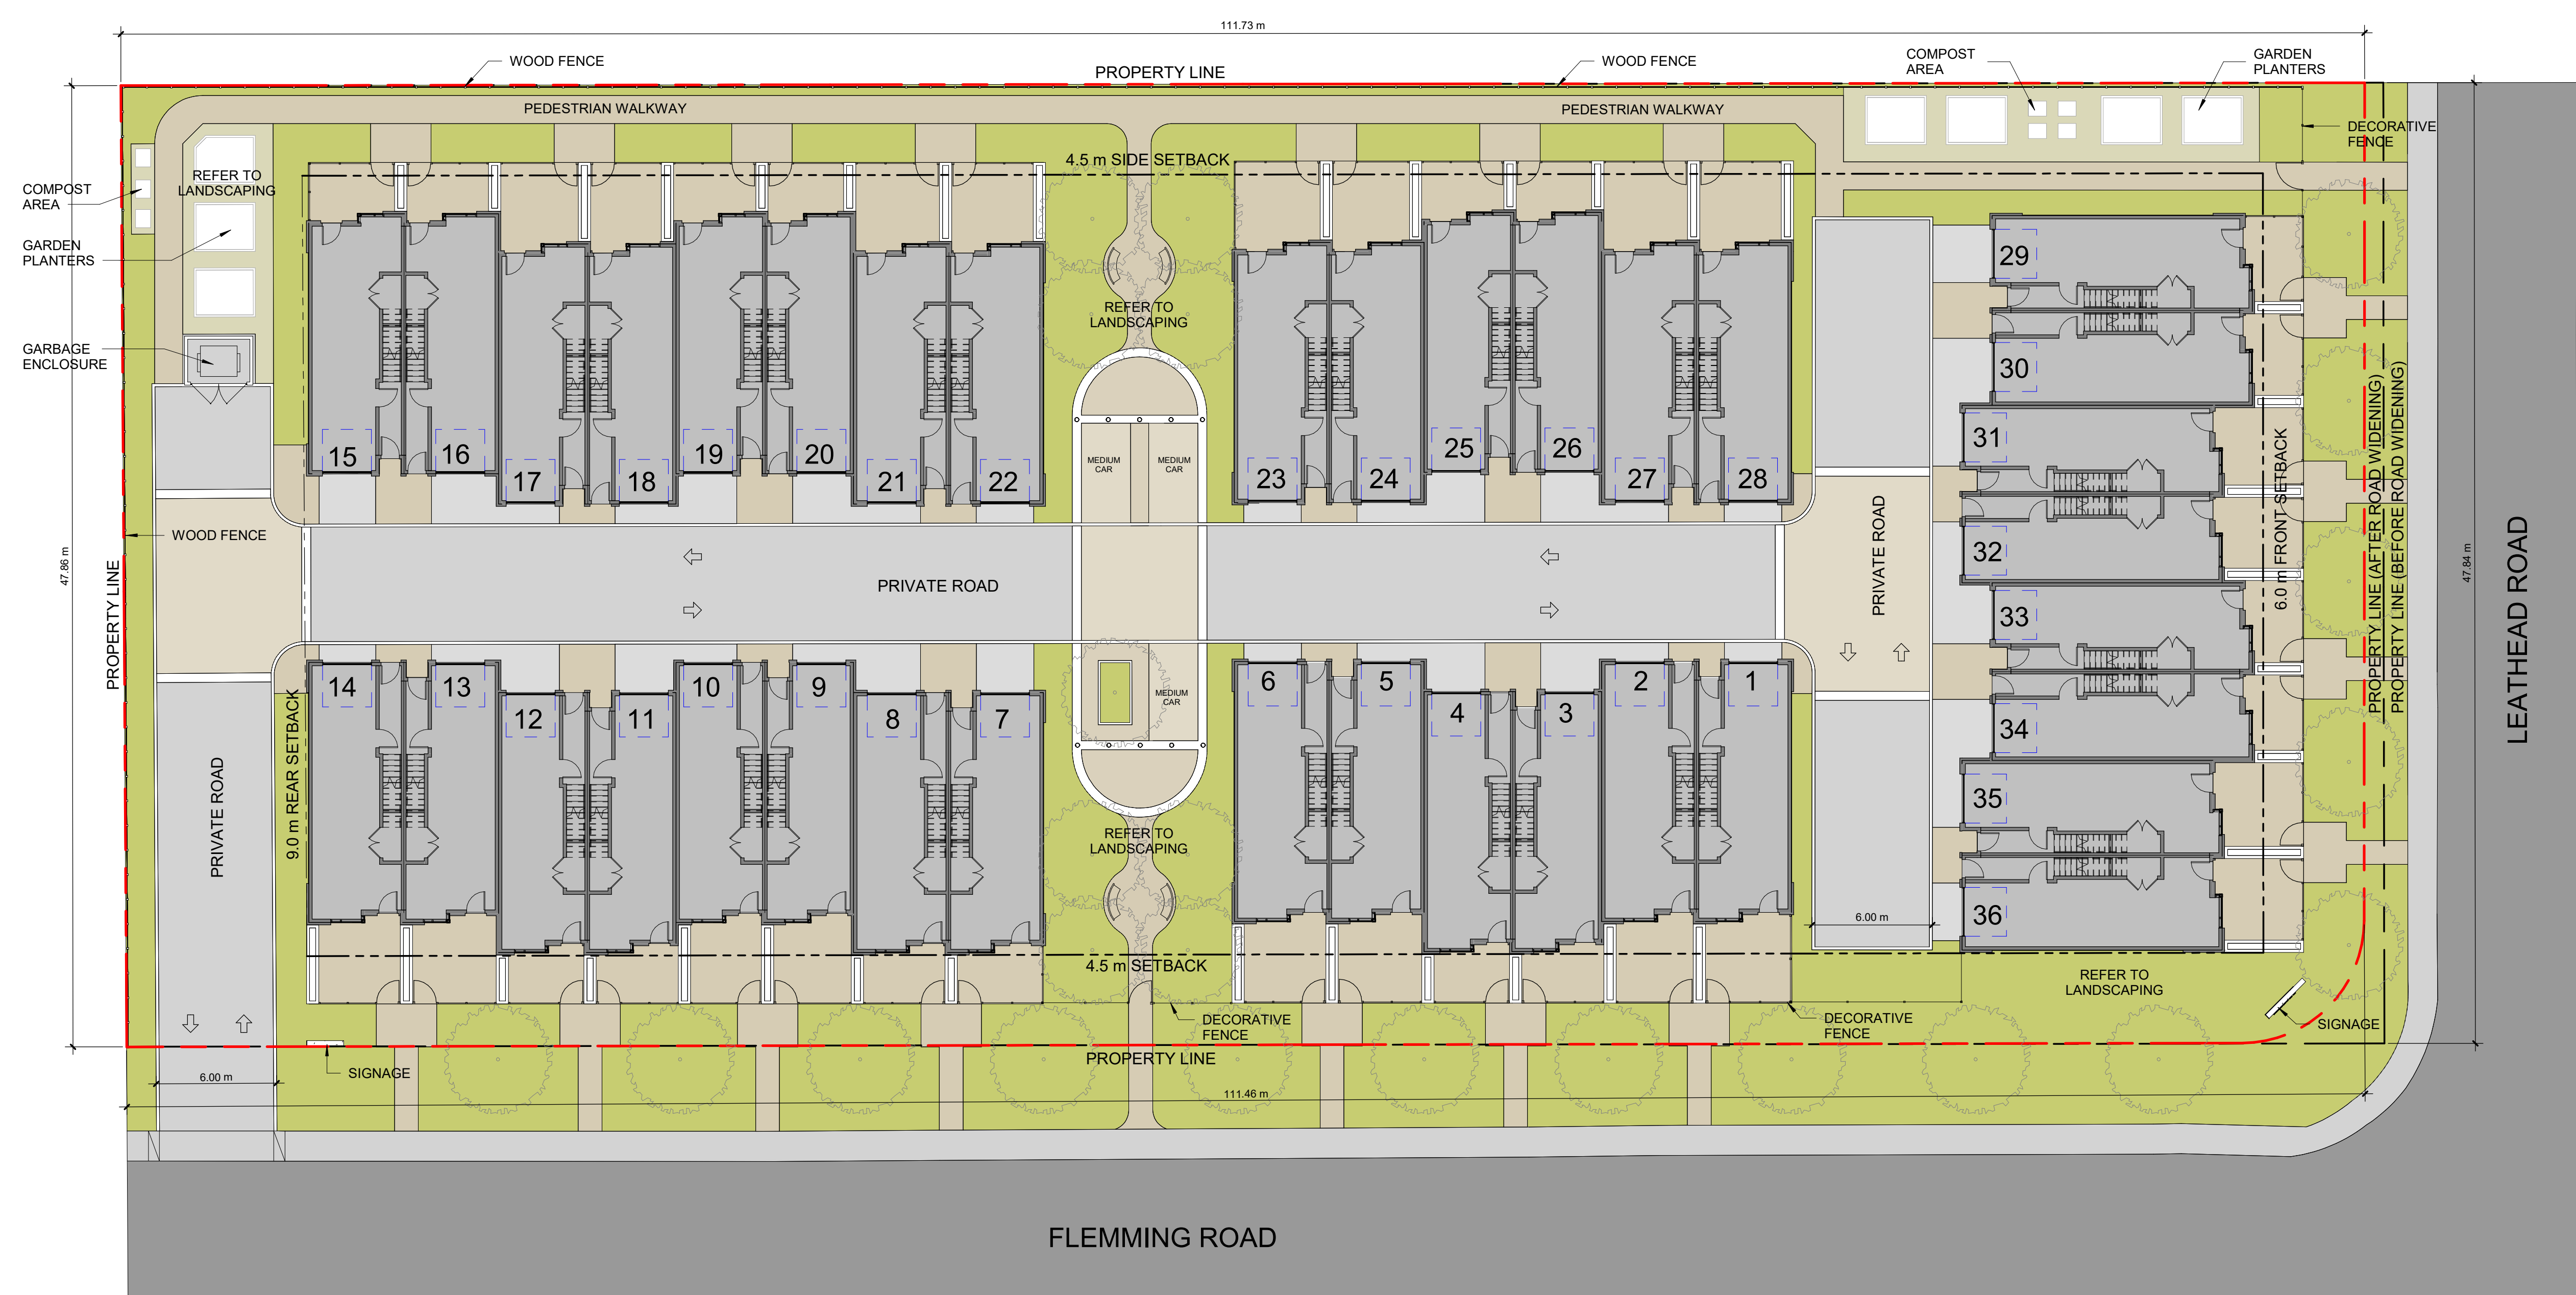 111.73 m
WOOD FENCE
PROPERTY LINE
WOOD FENCE
COMPOST
AREA
GARDEN
PLANTERS
PEDESTRIAN WALKWAY
PEDESTRIAN WALKWAY
DECORATIVE
FENCE
4.5 m SIDE SETBACK
REFER TO
LANDSCAPING
COMPOST
AREA
GARDEN
PLANTERS
GARBAGE
ENCLOSURE
REFER TO
LANDSCAPING
15
16
17
18
19
20
21
22
MEDIUM
CAR
MEDIUM
CAR
23
24
25
26
27
28
29
30
31
32
33
34
35
36
WOOD FENCE
47.86 m
PROPERTY LINE
PRIVATE ROAD
PRIVATE ROAD
6.0 m FRONT SETBACK
PROPERTY LINE (AFTER ROAD WIDENING)
PROPERTY LINE (BEFORE ROAD WIDENING)
47.84 m
LEATHEAD ROAD
14
13
12
11
10
9
8
7
MEDIUM
CAR
6
5
4
3
2
1
9.0 m REAR SETBACK
PRIVATE ROAD
REFER TO
LANDSCAPING
6.00 m
4.5 m SETBACK
REFER TO
LANDSCAPING
DECORATIVE
FENCE
DECORATIVE
FENCE
SIGNAGE
PROPERTY LINE
SIGNAGE
6.00 m
111.46 m
FLEMMING ROAD